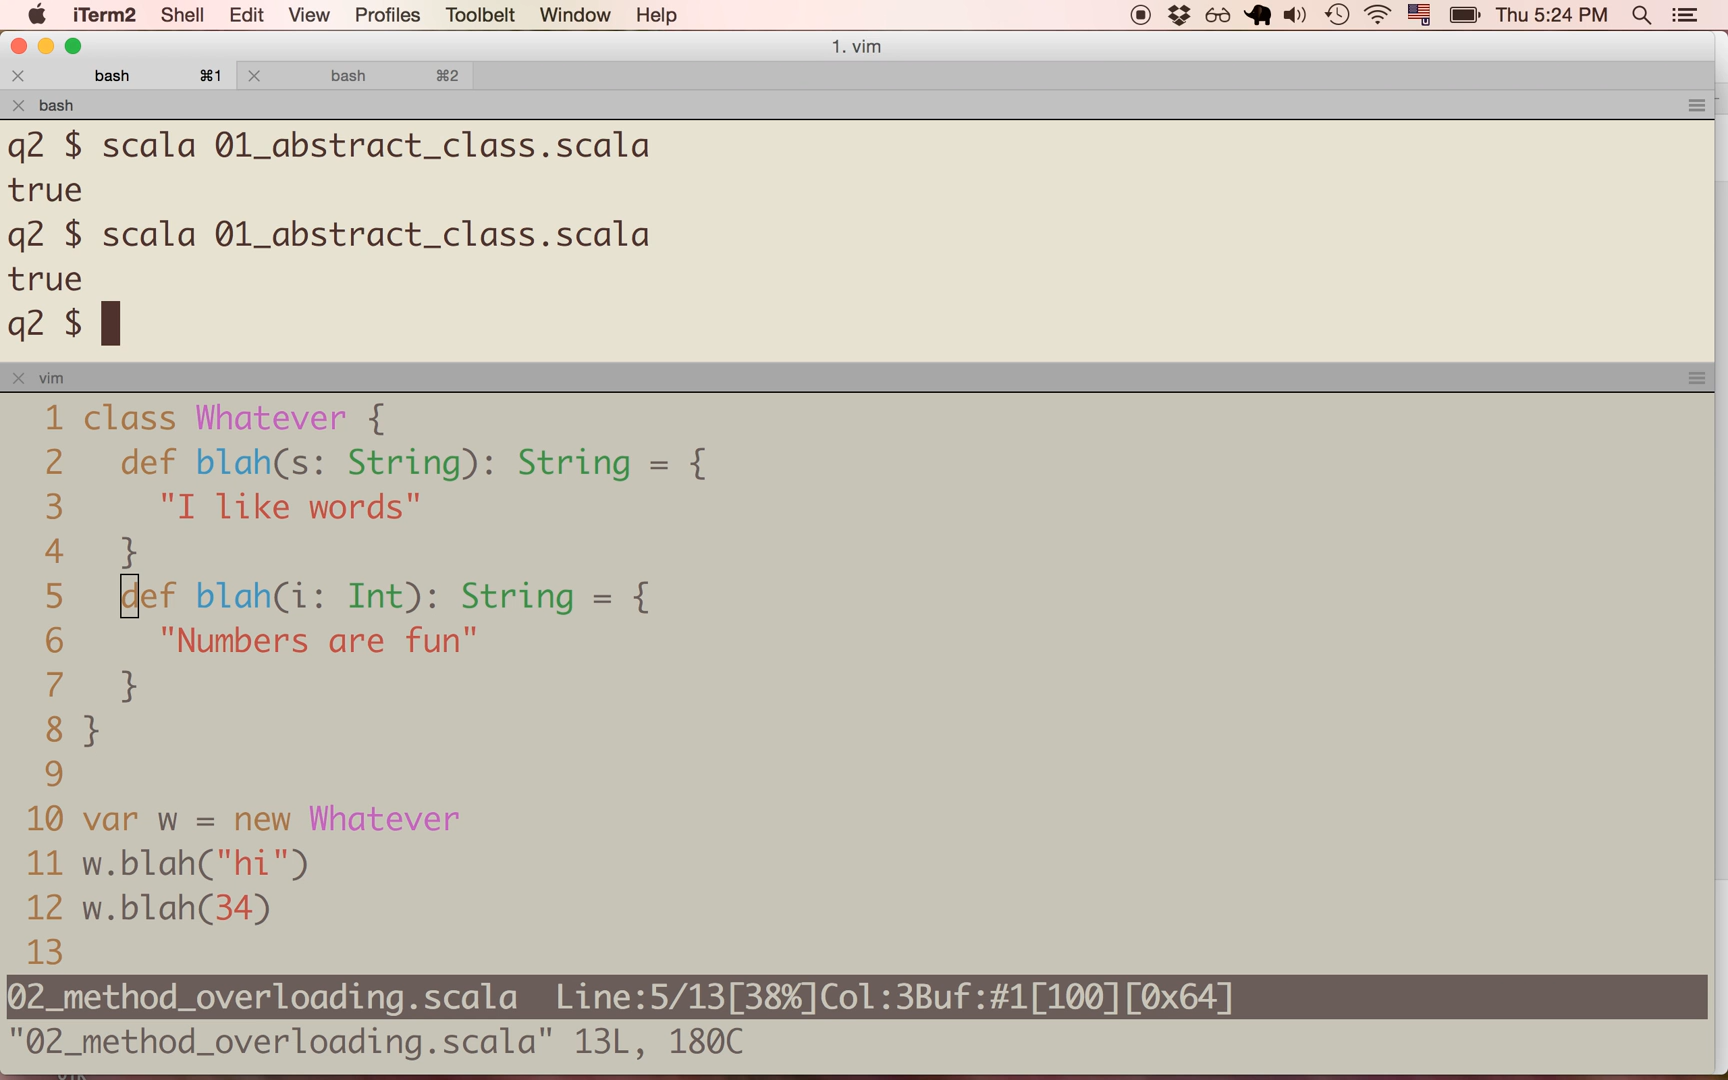 iTerm2 Shell Edit View Profiles Toolbelt Window Help Thu 5:24 PM
1. vim
bash ⌘1 bash ⌘2
bash
q2 $ scala 01_abstract_class.scala
true
q2 $ scala 01_abstract_class.scala
true
q2 $
vim
1 class Whatever {
2   def blah(s: String): String = {
3     "I like words"
4   }
5   def blah(i: Int): String = {
6     "Numbers are fun"
7   }
8 }
9
10 var w = new Whatever
11 w.blah("hi")
12 w.blah(34)
13
02_method_overloading.scala  Line:5/13[38%]Col:3Buf:#1[100][0x64]
"02_method_overloading.scala" 13L, 180C